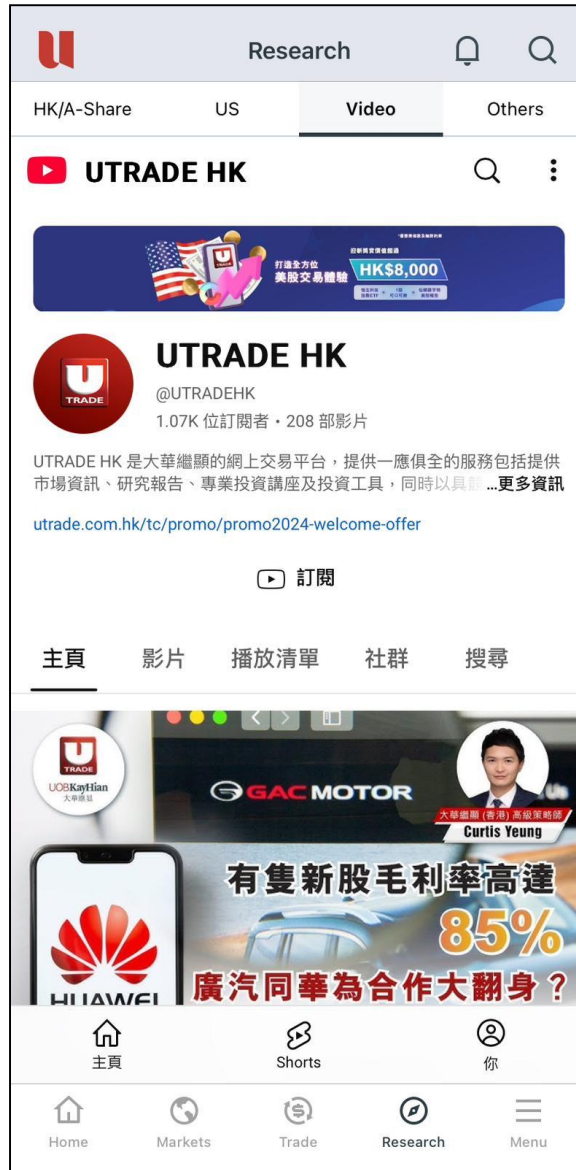 Research
HK/A-Share US Video Others
UTRADE HK
打造全方位
美股交易體驗
HK$8,000
U
TRADE
UTRADE HK
@UTRADEHK
1.07K 位訂閱者・208 部影片
UTRADE HK 是大華繼顯的網上交易平台，提供一應俱全的服務包括提供
市場資訊、研究報告、專業投資講座及投資工具，同時以具 ...更多資訊
utrade.com.hk/tc/promo/promo2024-welcome-offer
訂閱
主頁 影片 播放清單 社群 搜尋
U
TRADE
UOBKayHian
大華繼顯
GAC MOTOR
大華繼顯 (香港) 高級策略師
Curtis Yeung
有隻新股毛利率高達
85%
廣汽同華為合作大翻身？
HUAWEI
主頁 Shorts 你
Home Markets Trade Research Menu